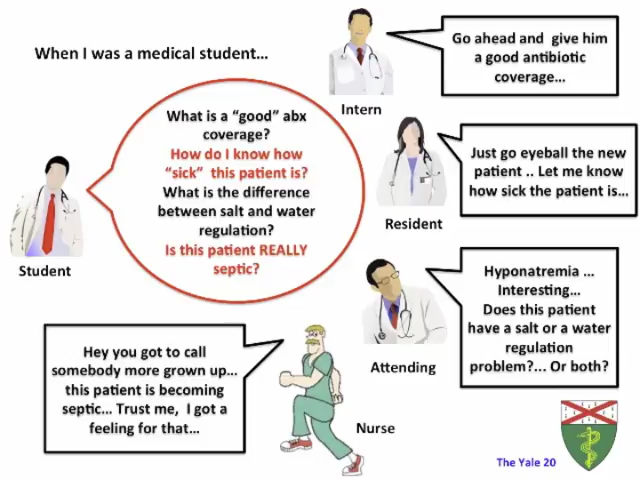 When I was a medical student…
Go ahead and give him
a good antibiotic
coverage…
Intern
What is a “good” abx
coverage?
How do I know how
“sick” this patient is?
What is the difference
between salt and water
regulation?
Is this patient REALLY
septic?
Student
Just go eyeball the new
patient .. Let me know
how sick the patient is…
Resident
Hyponatremia …
Interesting…
Does this patient
have a salt or a water
regulation
problem?... Or both?
Attending
Hey you got to call
somebody more grown up…
this patient is becoming
septic… Trust me, I got a
feeling for that…
Nurse
The Yale 20